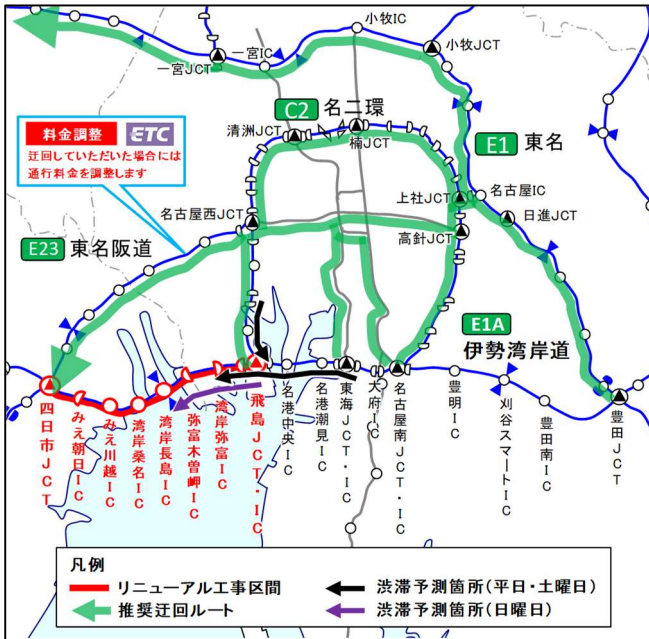 小牧IC
一宮IC
小牧JCT
一宮JCT
C2 名二環
料金調整 ETC
迂回していただいた場合には
通行料金を調整します
清洲JCT
楠JCT
E1 東名
上社JCT
名古屋IC
名古屋西JCT
日進JCT
高針JCT
E23 東名阪道
E1A
伊勢湾岸道
四日市JCT
みえ朝日IC
みえ川越IC
湾岸桑名IC
湾岸長島IC
弥富木曽岬IC
湾岸弥富IC
飛島JCT・IC
名港中央IC
名港潮見IC
東海JCT・IC
大府IC
名古屋南JCT・IC
豊明IC
刈谷スマートIC
豊田南IC
豊田JCT
凡例
リニューアル工事区間
渋滞予測箇所(平日・土曜日)
推奨迂回ルート
渋滞予測箇所(日曜日)